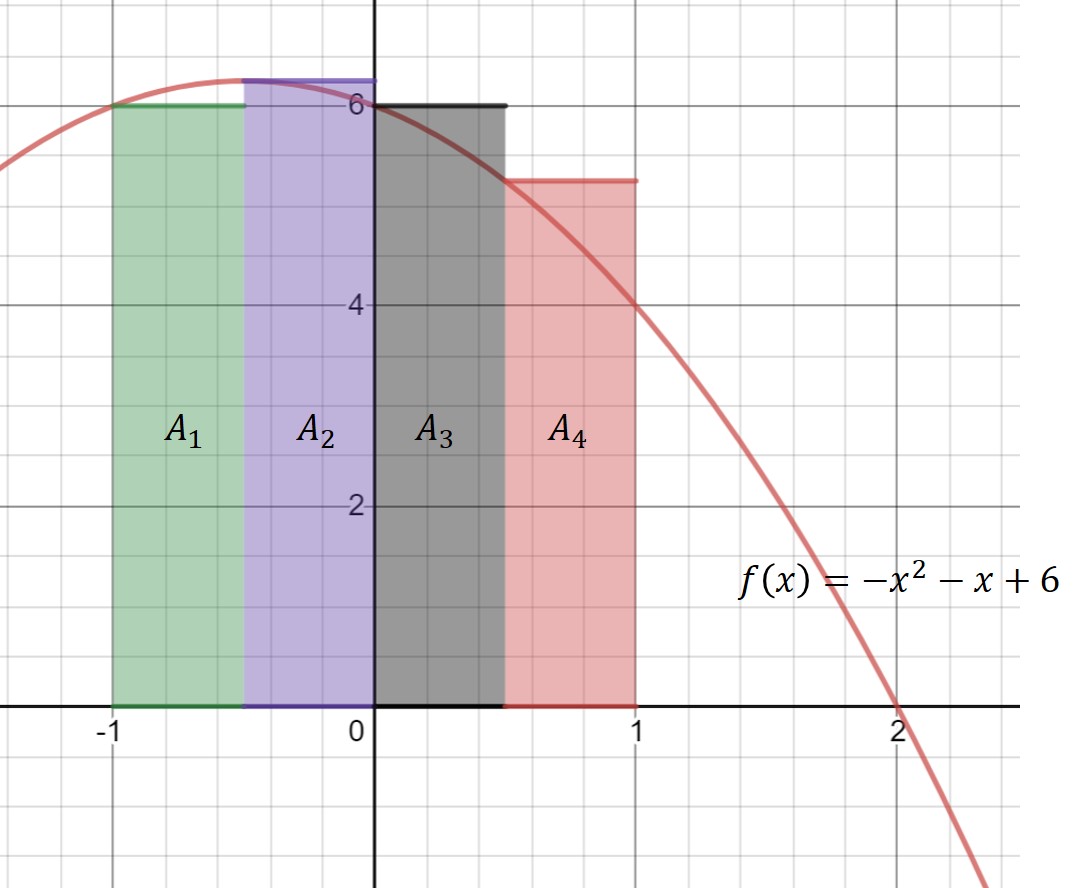 6
4
A₁ A₂ A₃ A₄
2
f(x) = −x² − x + 6
-1 0 1 2